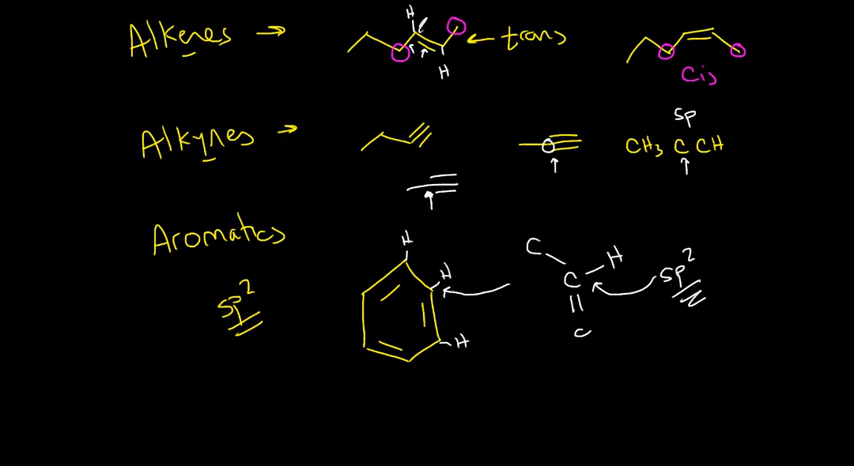 Alkenes → H H ← trans Cis
Alkynes → sp CH3 C CH
Aromatics
sp² H H H C C H C sp²